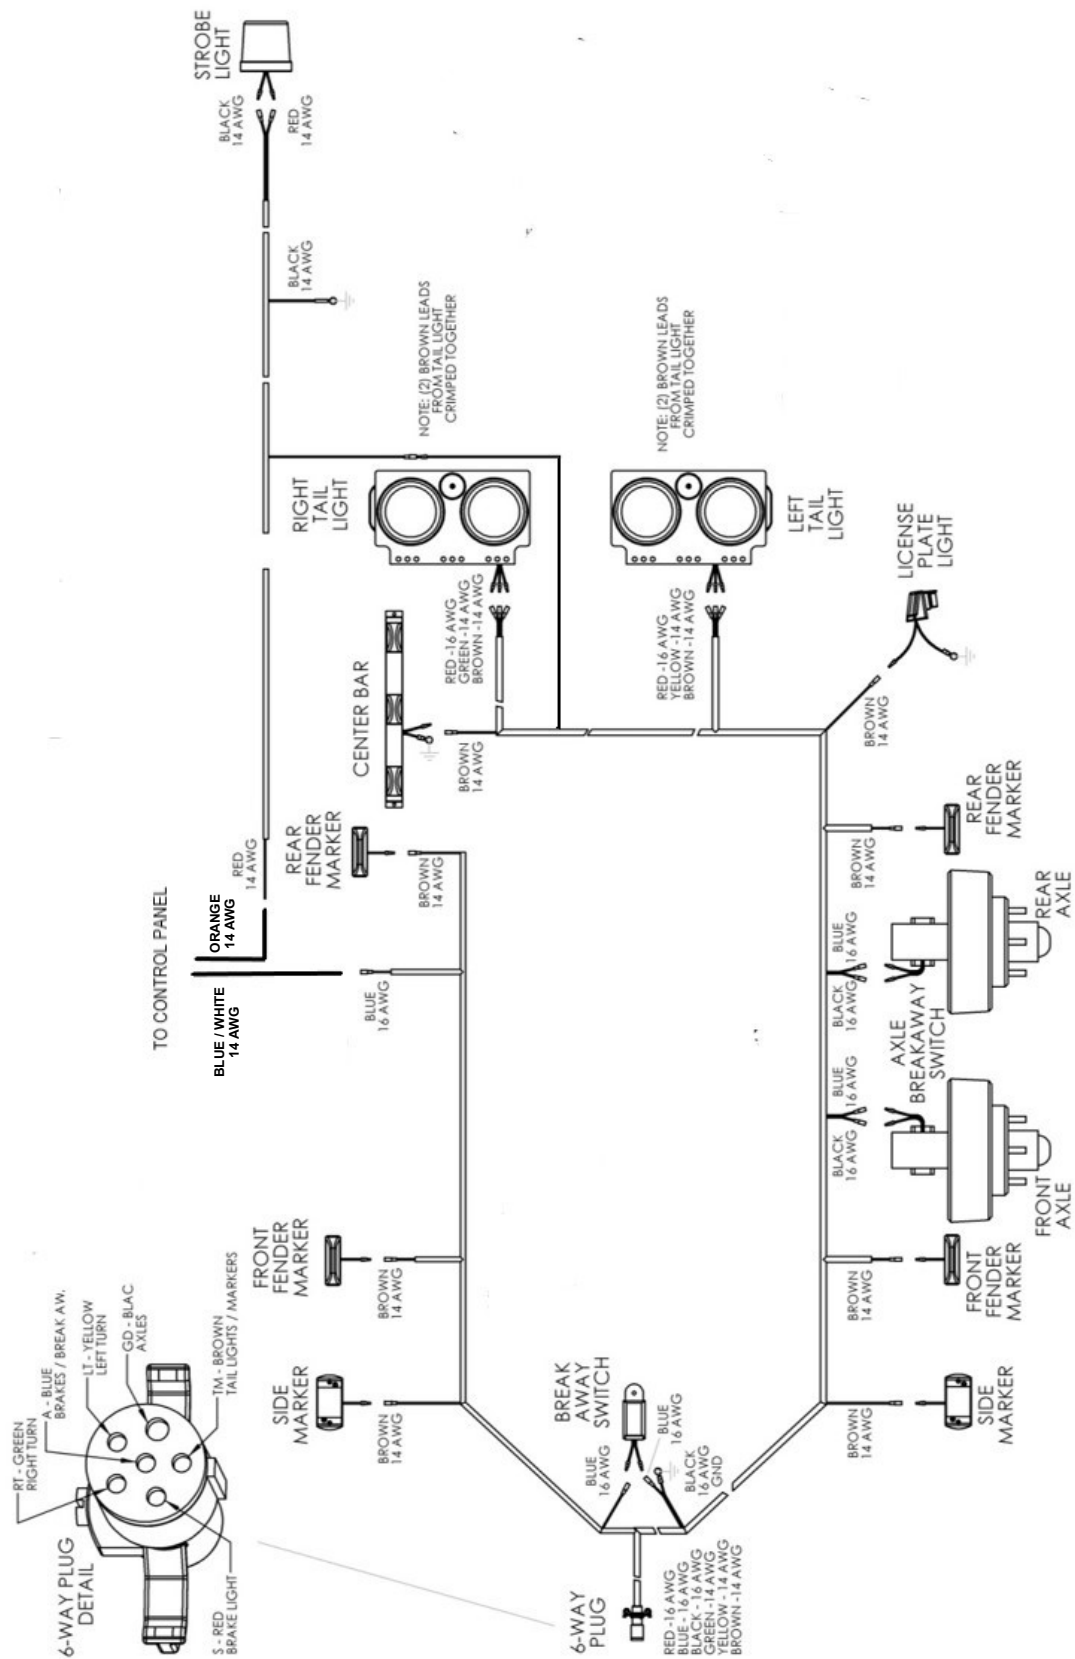 6-WAY PLUG
DETAIL
RT - GREEN
RIGHT TURN
A - BLUE
BRAKES / BREAK AW.
LT - YELLOW
LEFT TURN
GD - BLAC
AXLES
TM - BROWN
TAIL LIGHTS / MARKERS
S - RED
BRAKE LIGHT
6-WAY
PLUG
RED -16 AWG
BLUE - 16 AWG
BLACK - 16 AWG
GREEN -14 AWG
YELLOW - 14 AWG
BROWN -14 AWG
BREAK
AWAY
SWITCH
BLUE
16 AWG
BLUE
16 AWG
BLACK
16 AWG
GND
SIDE
MARKER
BROWN
14 AWG
FRONT
FENDER
MARKER
BROWN
14 AWG
TO CONTROL PANEL
BLUE / WHITE
14 AWG
ORANGE
14 AWG
BLUE
16 AWG
RED
14 AWG
REAR
FENDER
MARKER
BROWN
14 AWG
CENTER BAR
BROWN
14 AWG
RIGHT
TAIL
LIGHT
RED -16 AWG
GREEN -14 AWG
BROWN -14 AWG
NOTE: (2) BROWN LEADS
FROM TAIL LIGHT
CRIMPED TOGETHER
BLACK
14 AWG
STROBE
LIGHT
BLACK
14 AWG
RED
14 AWG
LEFT
TAIL
LIGHT
RED -16 AWG
YELLOW -14 AWG
BROWN -14 AWG
NOTE: (2) BROWN LEADS
FROM TAIL LIGHT
CRIMPED TOGETHER
LICENSE
PLATE
LIGHT
BROWN
14 AWG
SIDE
MARKER
BROWN
14 AWG
FRONT
FENDER
MARKER
BROWN
14 AWG
FRONT
AXLE
BLACK
16 AWG
BLUE
16 AWG
AXLE
BREAKAWAY
SWITCH
BLACK
16 AWG
BLUE
16 AWG
REAR
AXLE
BROWN
14 AWG
REAR
FENDER
MARKER